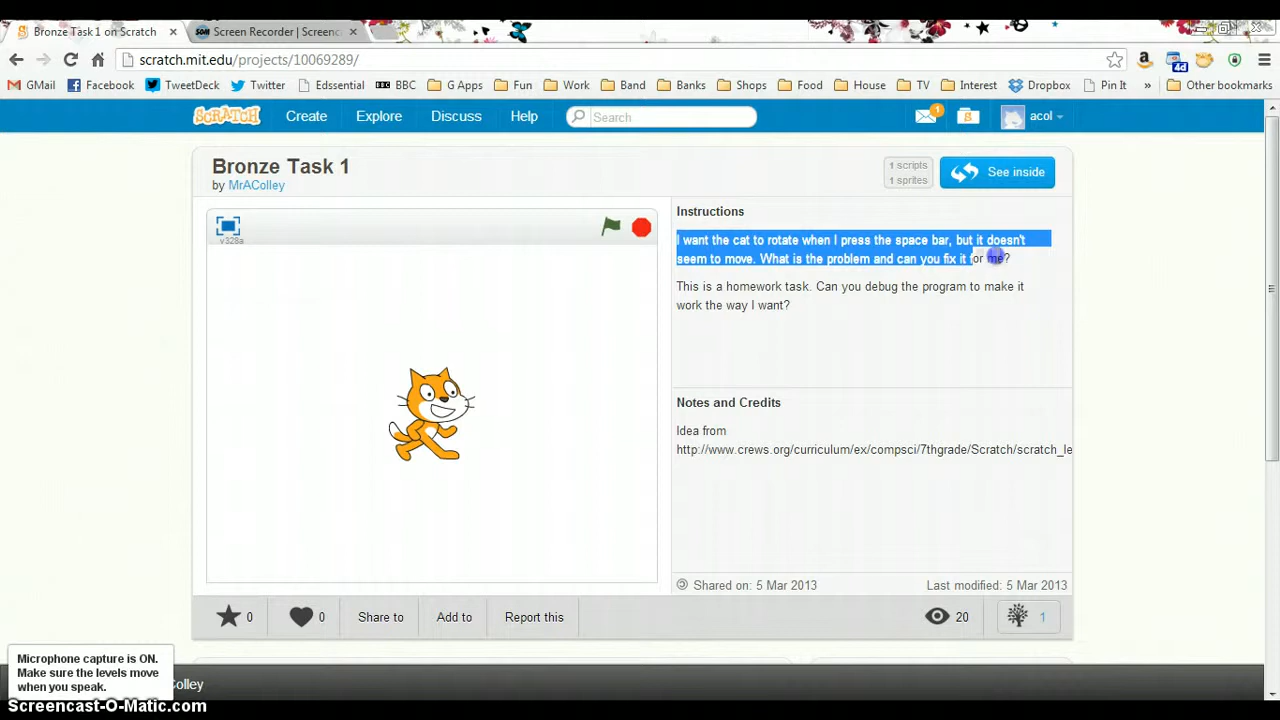 Bronze Task 1 on Scratch
Screen Recorder | Screenc
scratch.mit.edu/projects/10069289/
4d
GMail Facebook TweetDeck Twitter Edssential BBC G Apps Fun Work Band Banks Shops Food House TV Interest Dropbox Pin It » Other bookmarks
SCRATCH Create Explore Discuss Help Search 1 acol
Bronze Task 1
by MrAColley
1 scripts
1 sprites
See inside
v328a
Instructions
I want the cat to rotate when I press the space bar, but it doesn't
seem to move. What is the problem and can you fix it for me?
This is a homework task. Can you debug the program to make it
work the way I want?
Notes and Credits
Idea from
http://www.crews.org/curriculum/ex/compsci/7thgrade/Scratch/scratch_le
Shared on: 5 Mar 2013 Last modified: 5 Mar 2013
0 0 Share to Add to Report this 20 1
Microphone capture is ON.
Make sure the levels move
when you speak.
Colley
Screencast-O-Matic.com